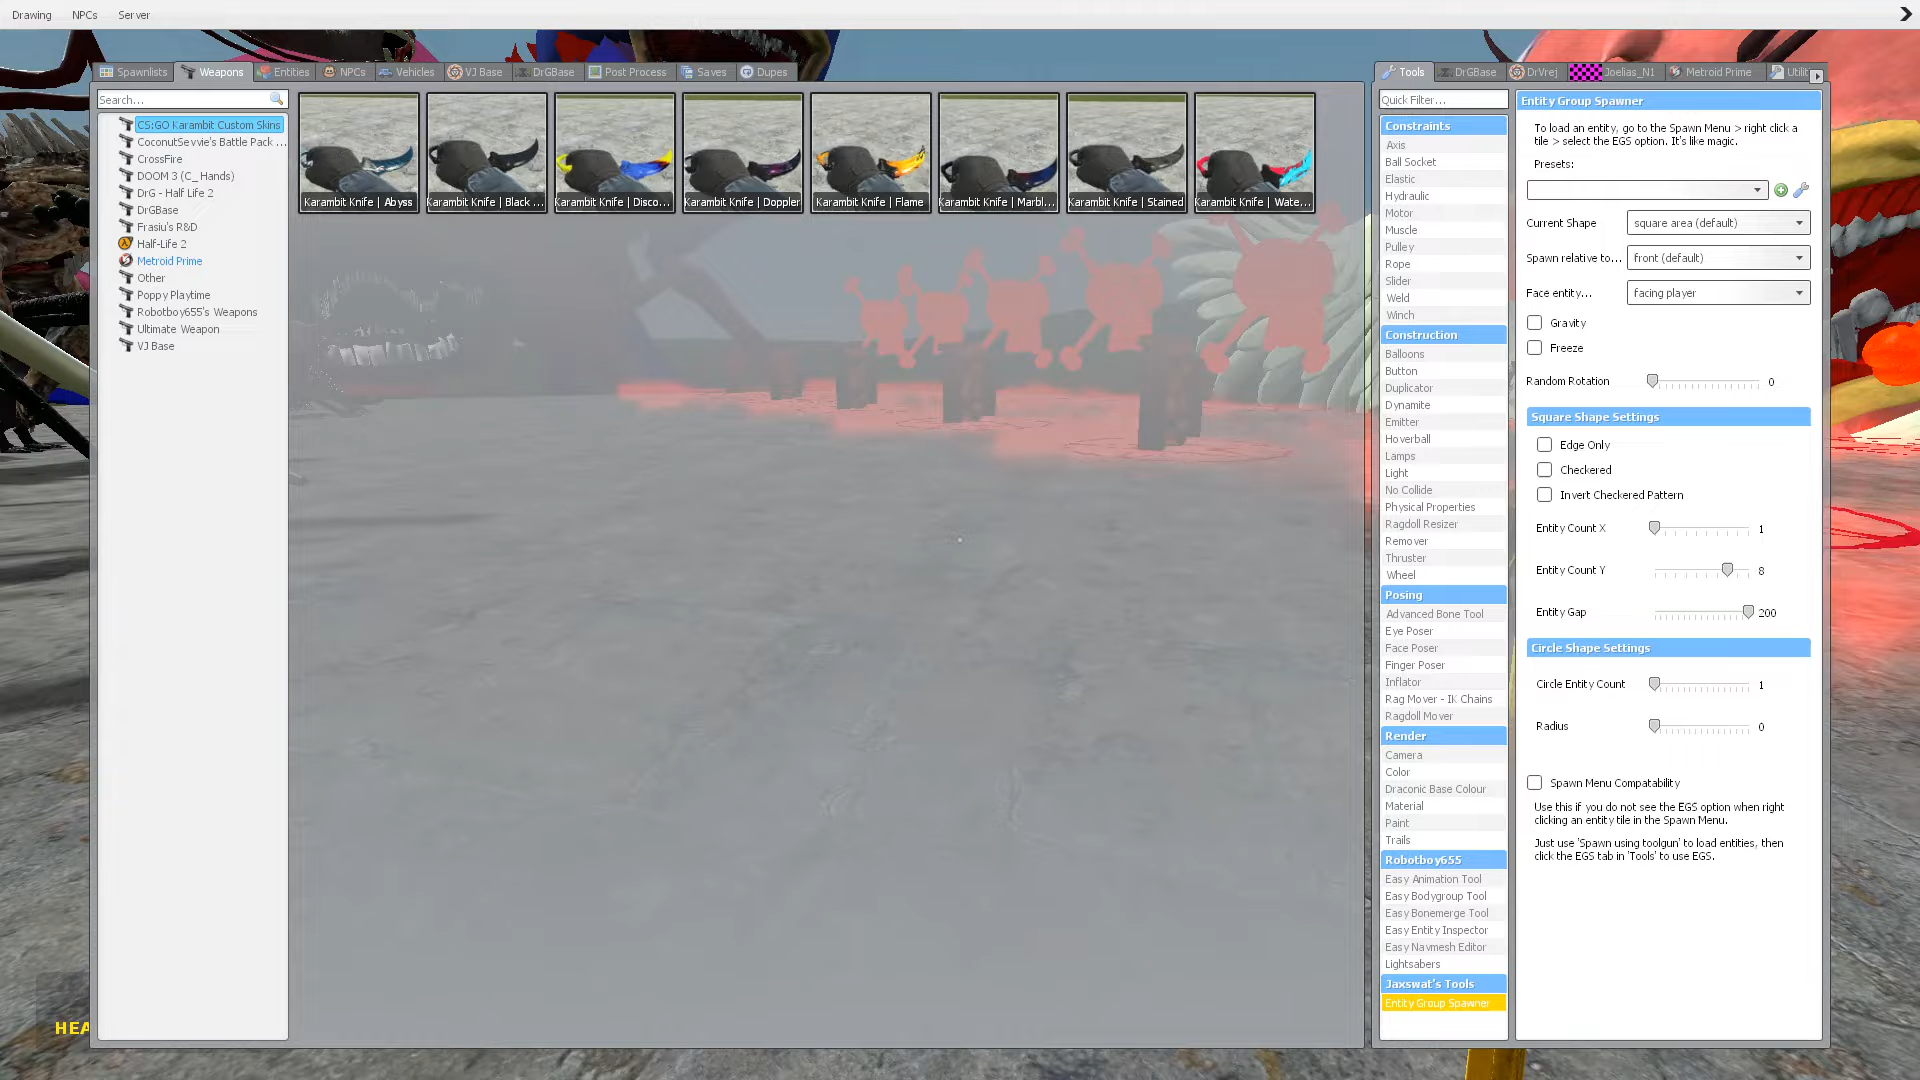 Drawing NPCs Server
Spawnlists Weapons Entities NPCs Vehicles VJ Base DrGBase Post Process Saves Dupes
Search...
CS:GO Karambit Custom Skins
CoconutSevvie's Battle Pack ...
CrossFire
DOOM 3 (C_ Hands)
DrG - Half Life 2
DrGBase
Frasiu's R&D
Half-Life 2
Metroid Prime
Other
Poppy Playtime
Robotboy655's Weapons
Ultimate Weapon
VJ Base
Karambit Knife | Abyss
Karambit Knife | Black ...
Karambit Knife | Disco...
Karambit Knife | Doppler
Karambit Knife | Flame
Karambit Knife | Marbl...
Karambit Knife | Stained
Karambit Knife | Wate...
HEA
Tools DrGBase DrVrej Joelias_N1 Metroid Prime Utilit
Quick Filter...
Constraints
Axis
Ball Socket
Elastic
Hydraulic
Motor
Muscle
Pulley
Rope
Slider
Weld
Winch
Construction
Balloons
Button
Duplicator
Dynamite
Emitter
Hoverball
Lamps
Light
No Collide
Physical Properties
Ragdoll Resizer
Remover
Thruster
Wheel
Posing
Advanced Bone Tool
Eye Poser
Face Poser
Finger Poser
Inflator
Rag Mover - IK Chains
Ragdoll Mover
Render
Camera
Color
Draconic Base Colour
Material
Paint
Trails
Robotboy655
Easy Animation Tool
Easy Bodygroup Tool
Easy Bonemerge Tool
Easy Entity Inspector
Easy Navmesh Editor
Lightsabers
Jaxswat's Tools
Entity Group Spawner
Entity Group Spawner
To load an entity, go to the Spawn Menu > right click a
tile > select the EGS option. It's like magic.
Presets:
Current Shape square area (default)
Spawn relative to... front (default)
Face entity... facing player
Gravity
Freeze
Random Rotation 0
Square Shape Settings
Edge Only
Checkered
Invert Checkered Pattern
Entity Count X 1
Entity Count Y 8
Entity Gap 200
Circle Shape Settings
Circle Entity Count 1
Radius 0
Spawn Menu Compatability
Use this if you do not see the EGS option when right
clicking an entity tile in the Spawn Menu.
Just use 'Spawn using toolgun' to load entities, then
click the EGS tab in 'Tools' to use EGS.